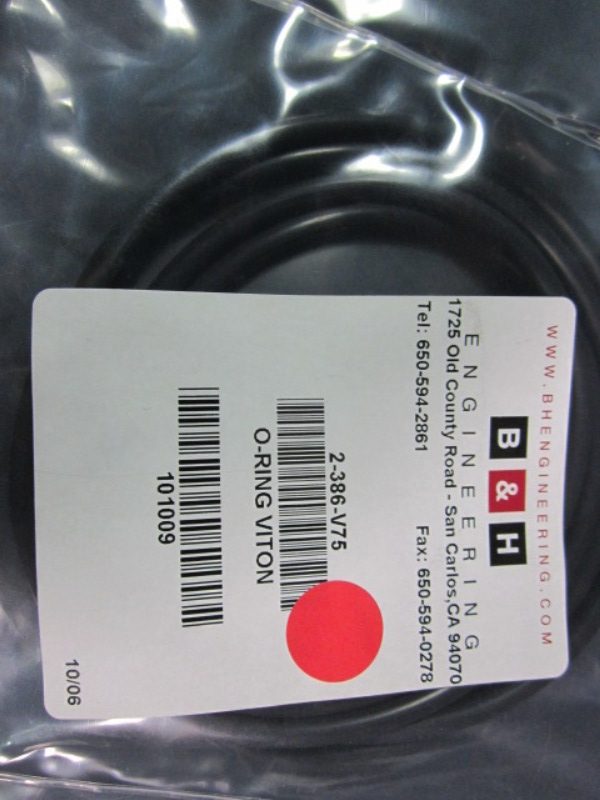 WWW.BHENGINEERING.COM
B & H
ENGINEERING
1725 Old County Road - San Carlos,CA 94070
Tel: 650-594-2861 Fax: 650-594-0278
2-386-V75
O-RING VITON
101009
10/06